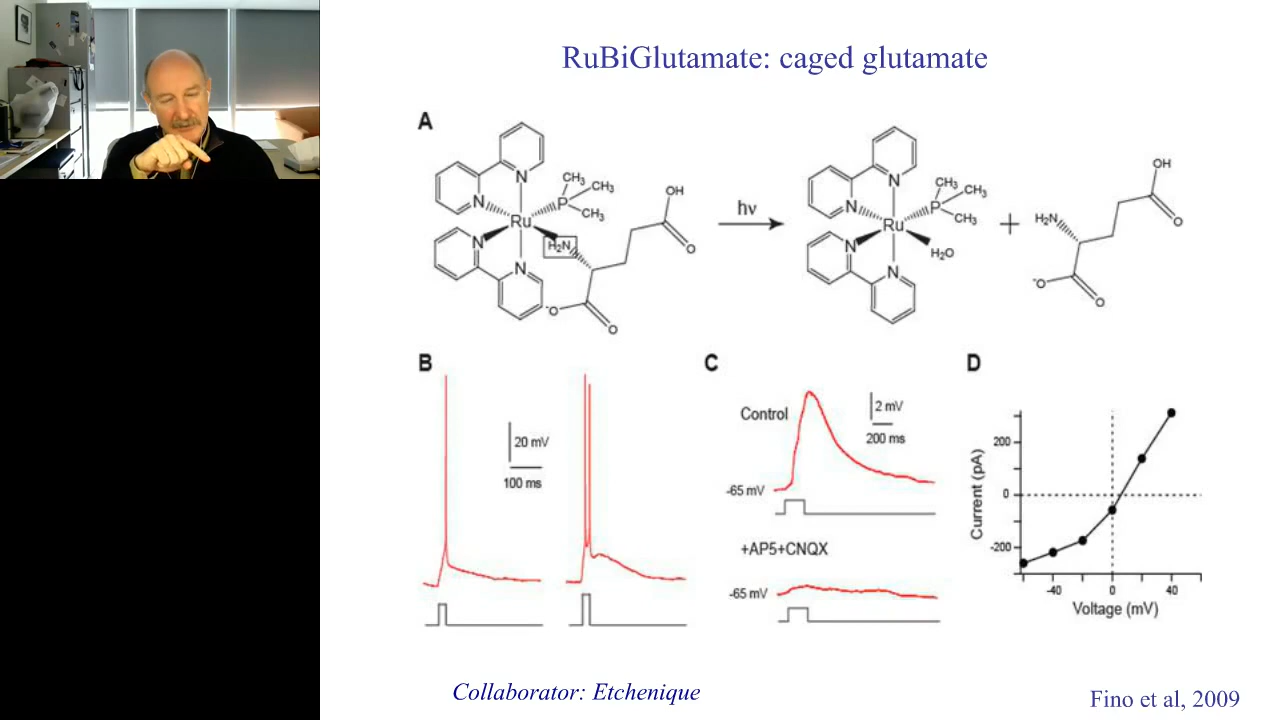 RuBiGlutamate: caged glutamate
A
N
N
Ru
P
CH3
CH3
CH3
H2N
N
N
-O
O
OH
O
hν
N
N
Ru
P
CH3
CH3
CH3
H2O
N
N
+
H2N
-O
O
OH
O
B
20 mV
100 ms
C
Control
2 mV
200 ms
-65 mV
+AP5+CNQX
-65 mV
D
Current (pA)
200
0
-200
-40 0 40
Voltage (mV)
Collaborator: Etchenique
Fino et al, 2009